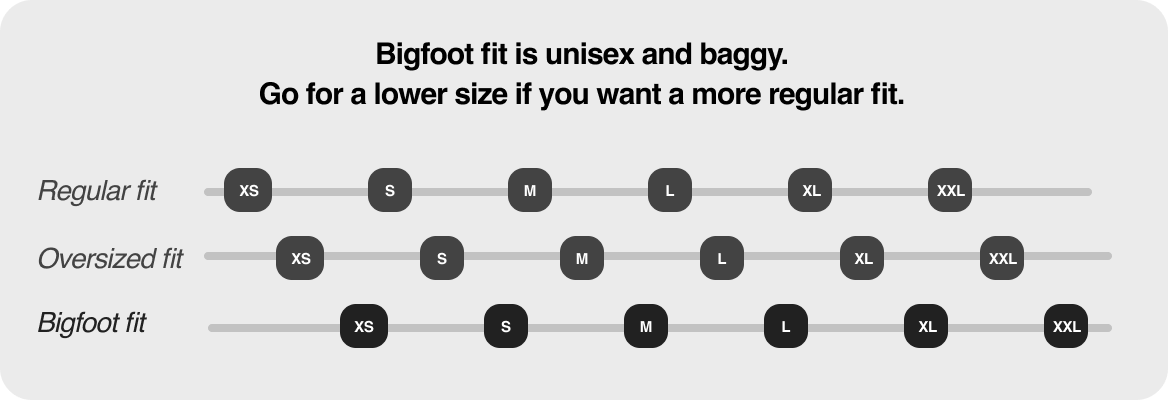 Bigfoot fit is unisex and baggy.
Go for a lower size if you want a more regular fit.
Regular fit XS S M L XL XXL
Oversized fit XS S M L XL XXL
Bigfoot fit XS S M L XL XXL